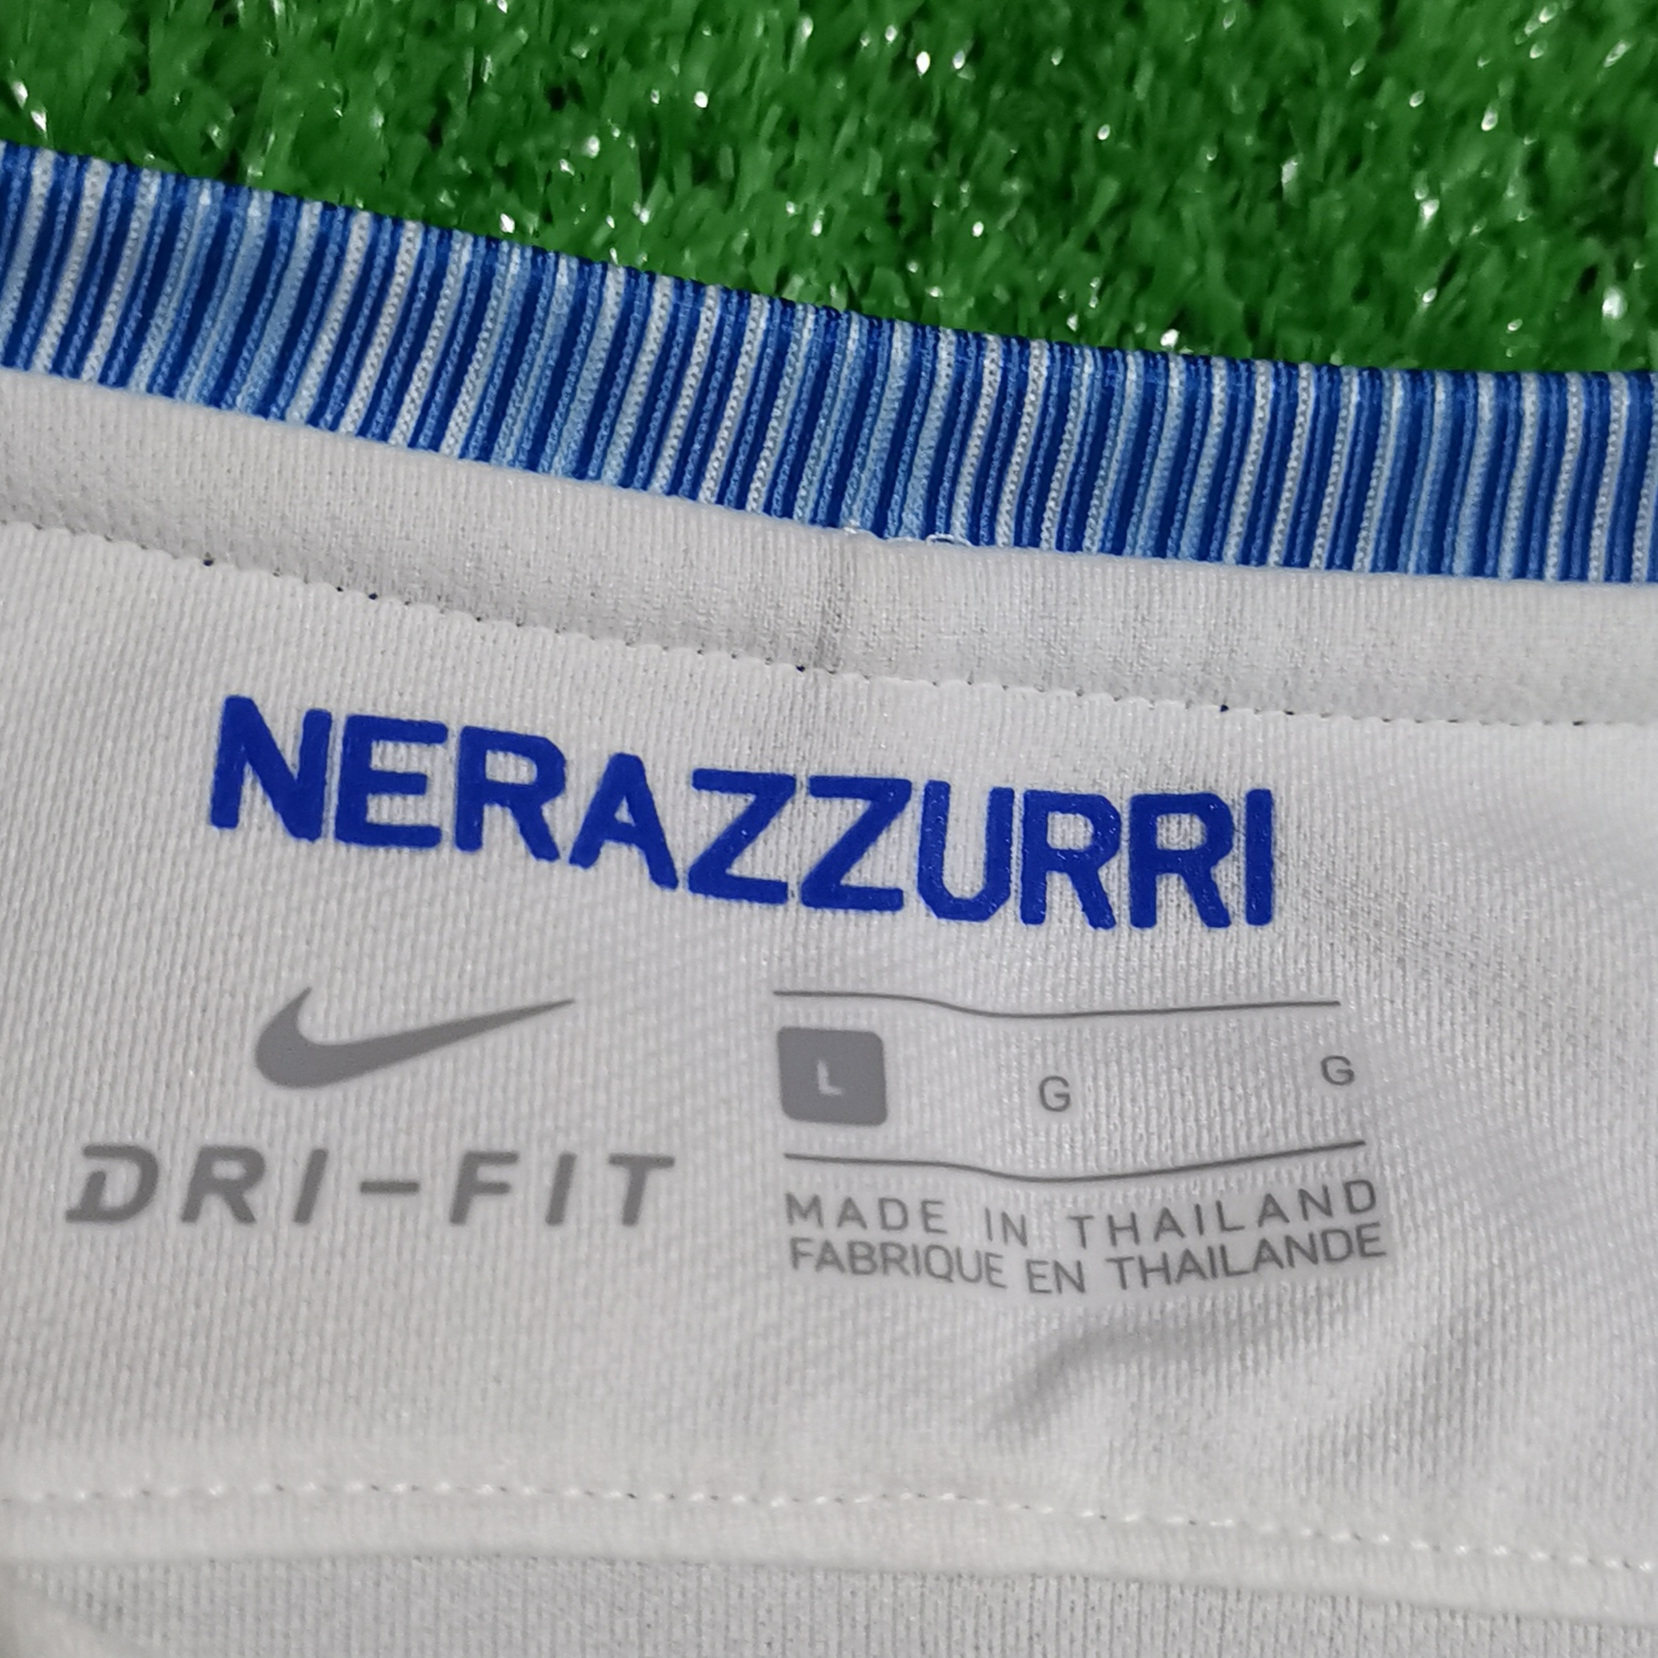 NERAZZURRI
DRI-FIT
L G G
MADE IN THAILAND
FABRIQUE EN THAILANDE